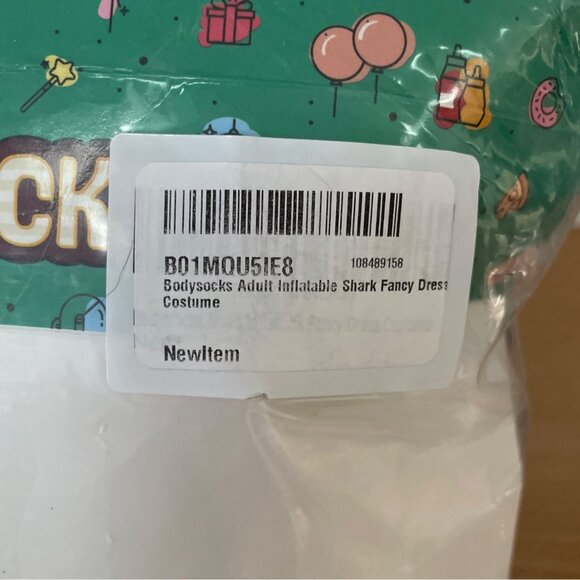 CK
B01MQU5IE8
108489158
Bodysocks Adult Inflatable Shark Fancy Dress
Costume
NewItem